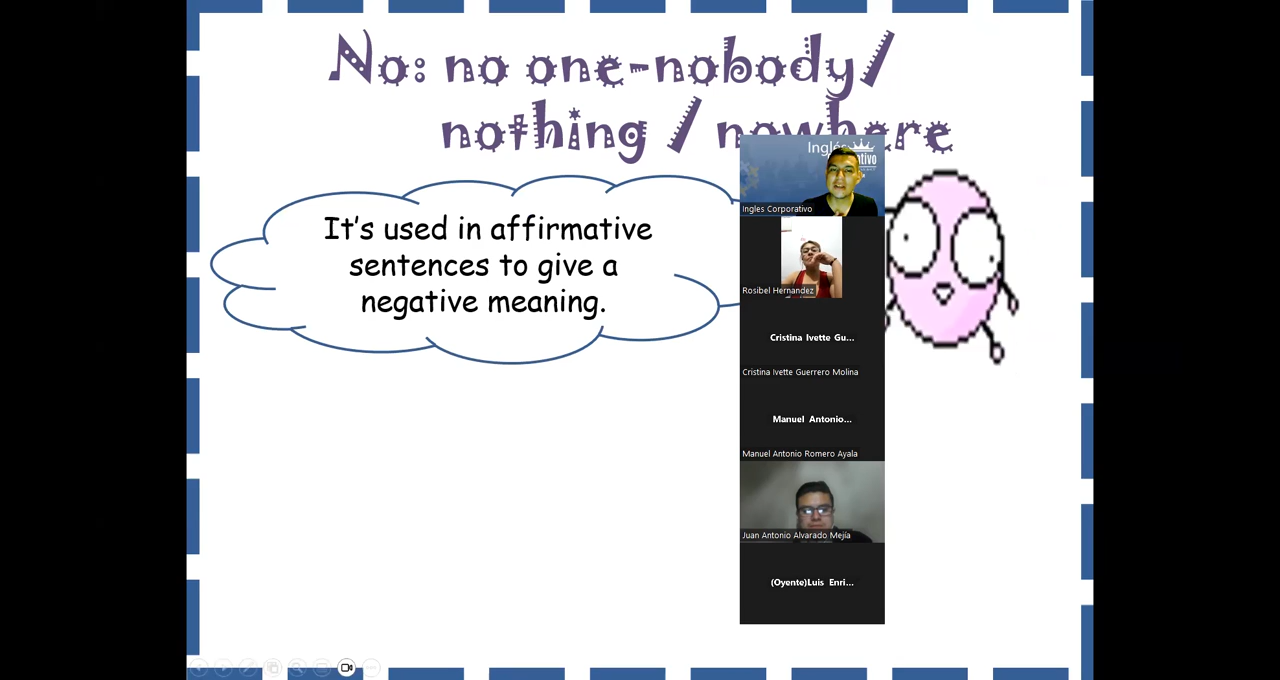 No: no one-nobody/
nothing / nowhere
It's used in affirmative
sentences to give a
negative meaning.
Inglés
Ingles Corporativo
Rosibel Hernandez
Cristina Ivette Gu...
Cristina Ivette Guerrero Molina
Manuel Antonio...
Manuel Antonio Romero Ayala
Juan Antonio Alvarado Mejía
(Oyente)Luis Enri...